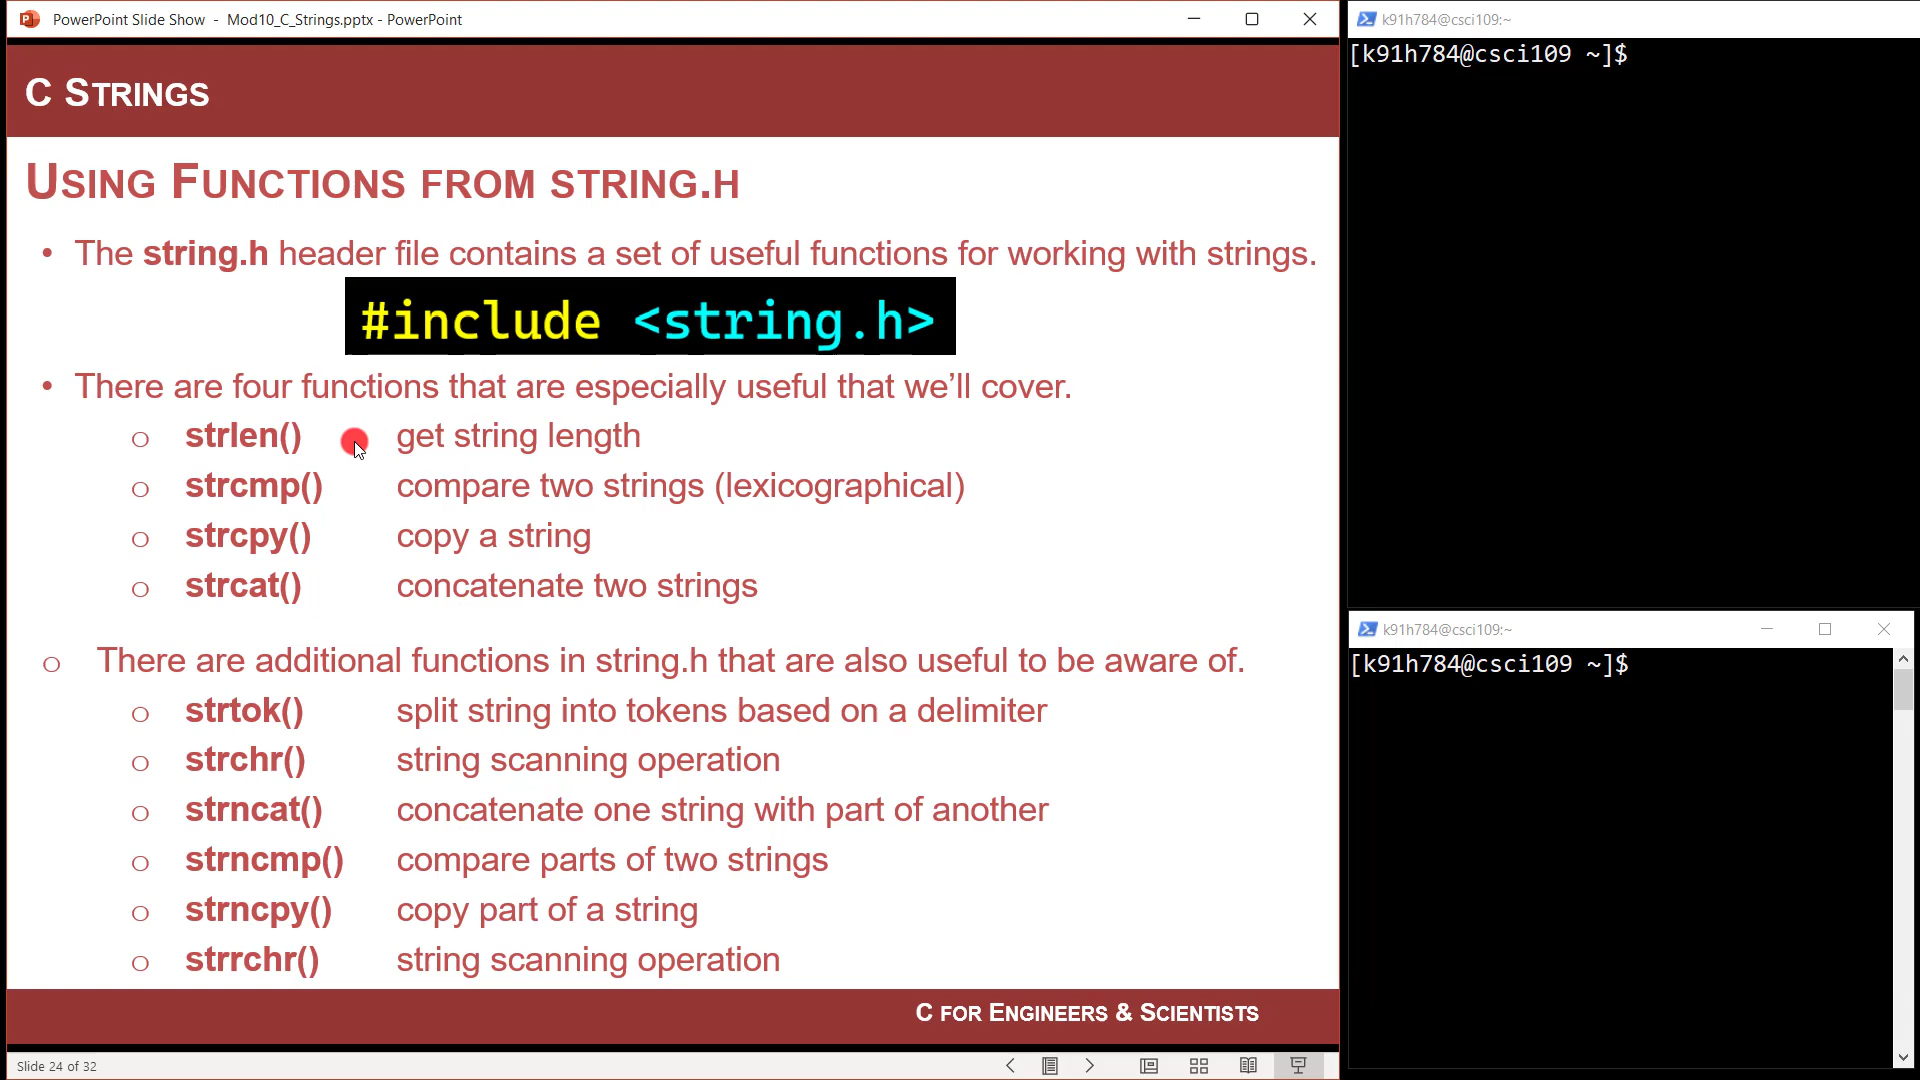 PowerPoint Slide Show - Mod10_C_Strings.pptx - PowerPoint
C STRINGS
USING FUNCTIONS FROM STRING.H
• The string.h header file contains a set of useful functions for working with strings.
#include <string.h>
• There are four functions that are especially useful that we’ll cover.
o strlen() get string length
o strcmp() compare two strings (lexicographical)
o strcpy() copy a string
o strcat() concatenate two strings
o There are additional functions in string.h that are also useful to be aware of.
o strtok() split string into tokens based on a delimiter
o strchr() string scanning operation
o strncat() concatenate one string with part of another
o strncmp() compare parts of two strings
o strncpy() copy part of a string
o strrchr() string scanning operation
C FOR ENGINEERS & SCIENTISTS
Slide 24 of 32
k91h784@csci109:~
[k91h784@csci109 ~]$
k91h784@csci109:~
[k91h784@csci109 ~]$